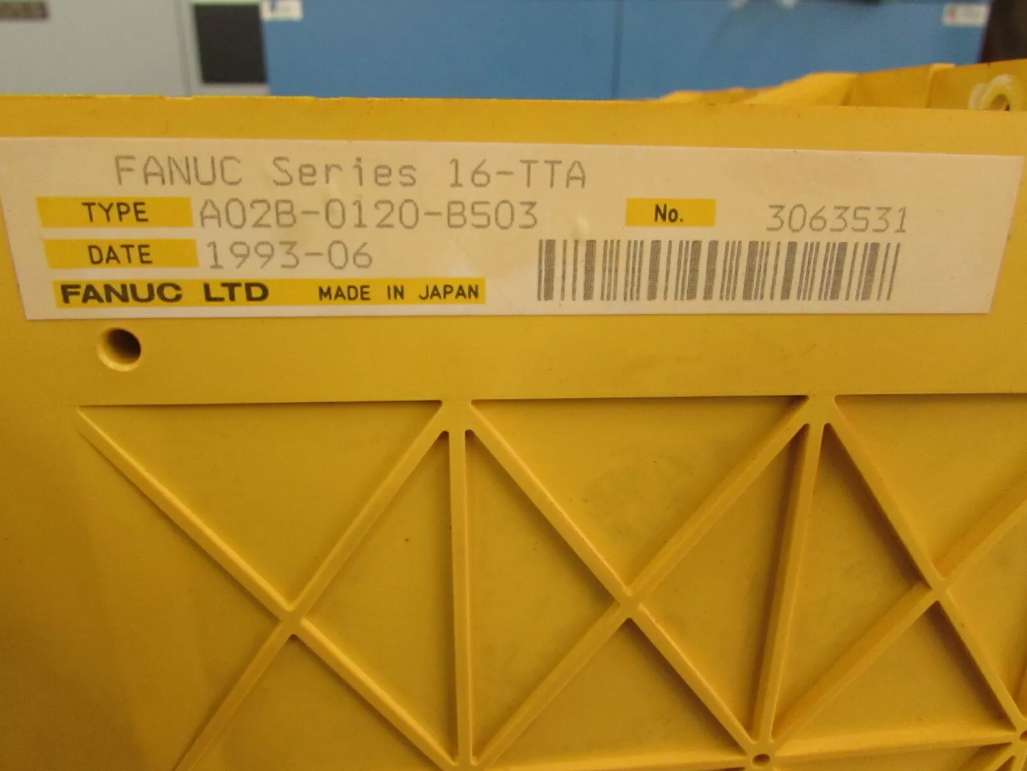 FANUC Series 16-TTA
TYPE A02B-0120-B503 No. 3063531
DATE 1993-06
FANUC LTD MADE IN JAPAN